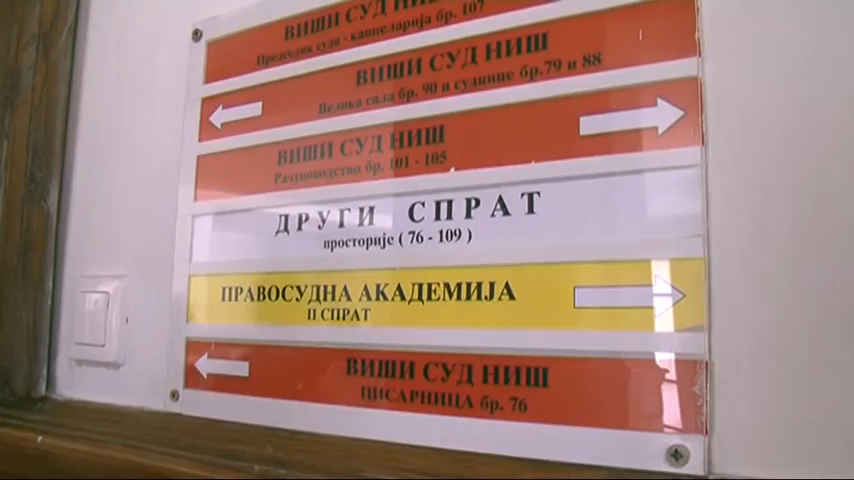 ВИШИ СУД НИШ
Председник суда - канцеларија бр. 107
ВИШИ СУД НИШ
Велика сала бр. 90 и суднице бр.79 и 88
ВИШИ СУД НИШ
Рачуноводство бр. 101 - 105
ДРУГИ СПРАТ
просторије ( 76 - 109 )
ПРАВОСУДНА АКАДЕМИЈА
II СПРАТ
ВИШИ СУД НИШ
ПИСАРНИЦА бр. 76